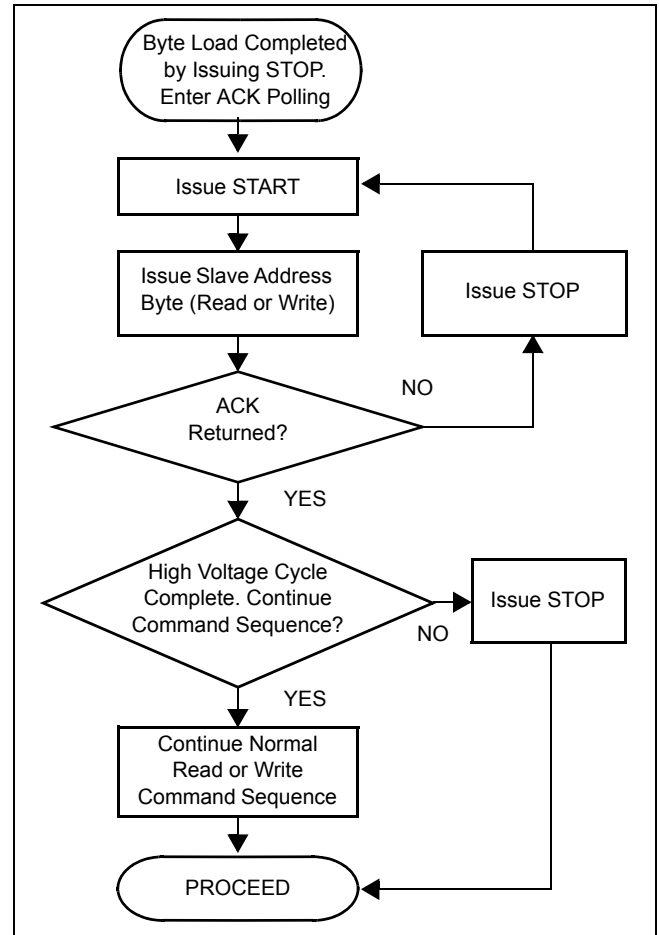 Byte Load Completed
by Issuing STOP.
Enter ACK Polling
Issue START
Issue Slave Address
Byte (Read or Write)
Issue STOP
ACK
Returned?
NO
YES
High Voltage Cycle
Complete. Continue
Command Sequence?
NO
Issue STOP
YES
Continue Normal
Read or Write
Command Sequence
PROCEED